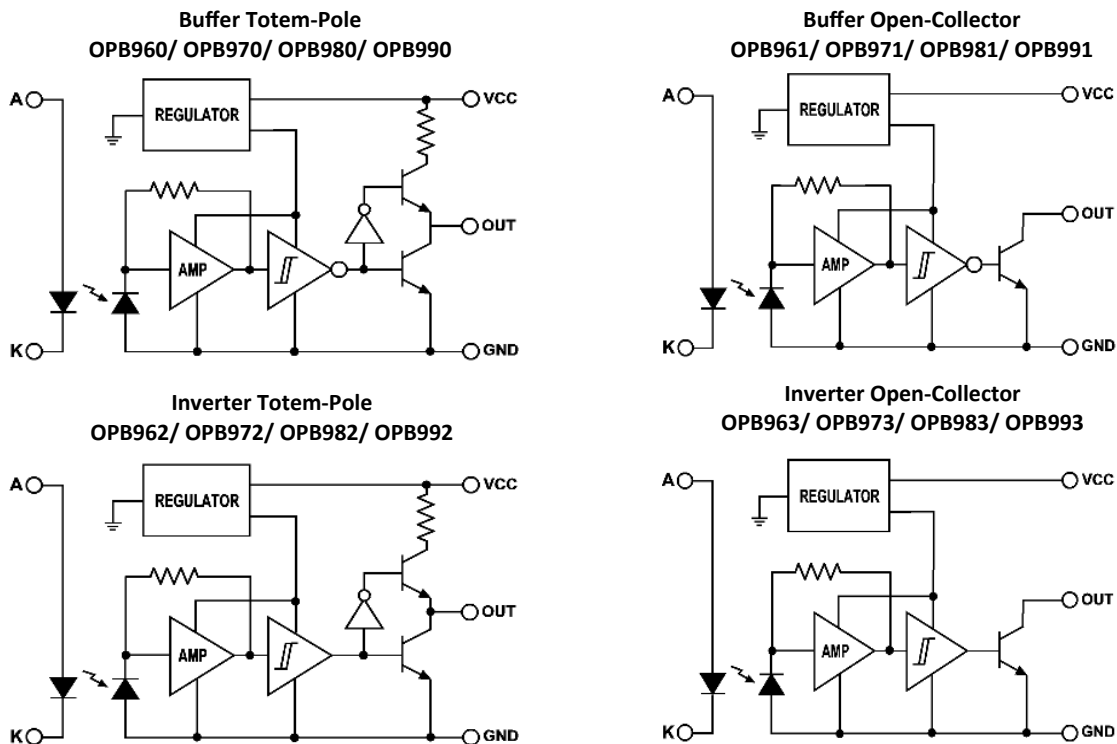 Buffer Totem-Pole
OPB960/ OPB970/ OPB980/ OPB990
A
REGULATOR
VCC
OUT
AMP
K
GND
Buffer Open-Collector
OPB961/ OPB971/ OPB981/ OPB991
A
REGULATOR
VCC
OUT
AMP
K
GND
Inverter Totem-Pole
OPB962/ OPB972/ OPB982/ OPB992
A
REGULATOR
VCC
OUT
AMP
K
GND
Inverter Open-Collector
OPB963/ OPB973/ OPB983/ OPB993
A
REGULATOR
VCC
OUT
AMP
K
GND